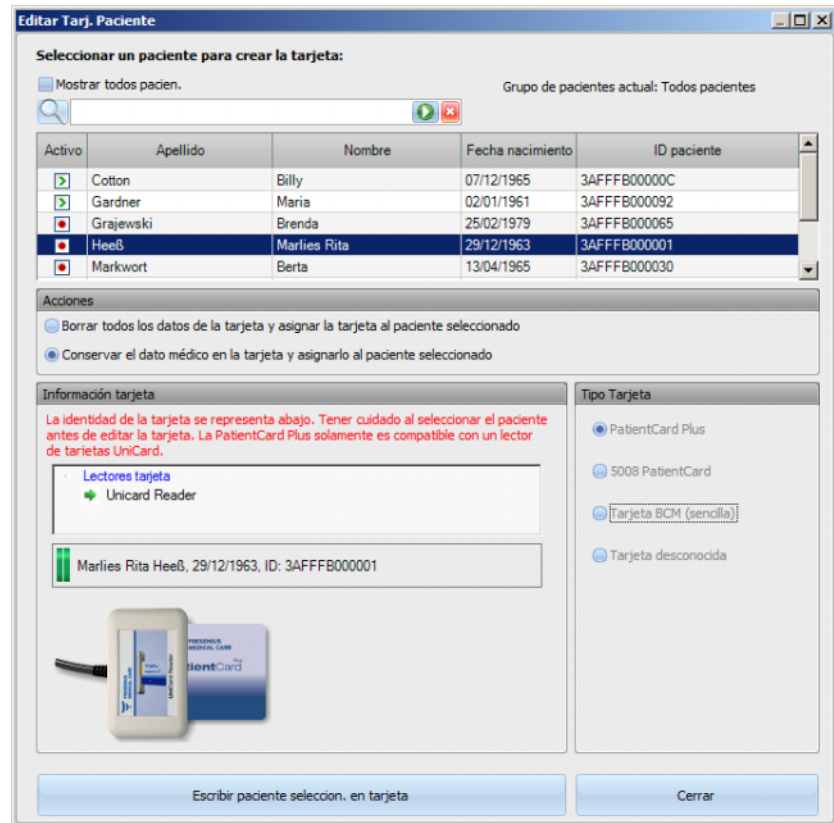 Editar Tarj. Paciente
Seleccionar un paciente para crear la tarjeta:
Mostrar todos pacien.
Grupo de pacientes actual: Todos pacientes
Activo Apellido Nombre Fecha nacimiento ID paciente
Cotton Billy 07/12/1965 3AFFFB00000C
Gardner Maria 02/01/1961 3AFFFB000092
Grajewski Brenda 25/02/1979 3AFFFB000065
Heeß Marlies Rita 29/12/1963 3AFFFB000001
Markwort Berta 13/04/1965 3AFFFB000030
Acciones
Borrar todos los datos de la tarjeta y asignar la tarjeta al paciente seleccionado
Conservar el dato médico en la tarjeta y asignarlo al paciente seleccionado
Información tarjeta
La identidad de la tarjeta se representa abajo. Tener cuidado al seleccionar el paciente
antes de editar la tarjeta. La PatientCard Plus solamente es compatible con un lector
de tarietas UniCard.
Lectores tarjeta
Unicard Reader
Marlies Rita Heeß, 29/12/1963, ID: 3AFFFB000001
FRESENIUS
MEDICAL CARE
tientCard
Plus
UniCard Reader
FRESENIUS
MEDICAL CARE
Tipo Tarjeta
PatientCard Plus
5008 PatientCard
Tarjeta BCM (sencilla)
Tarjeta desconocida
Escribir paciente seleccion. en tarjeta
Cerrar